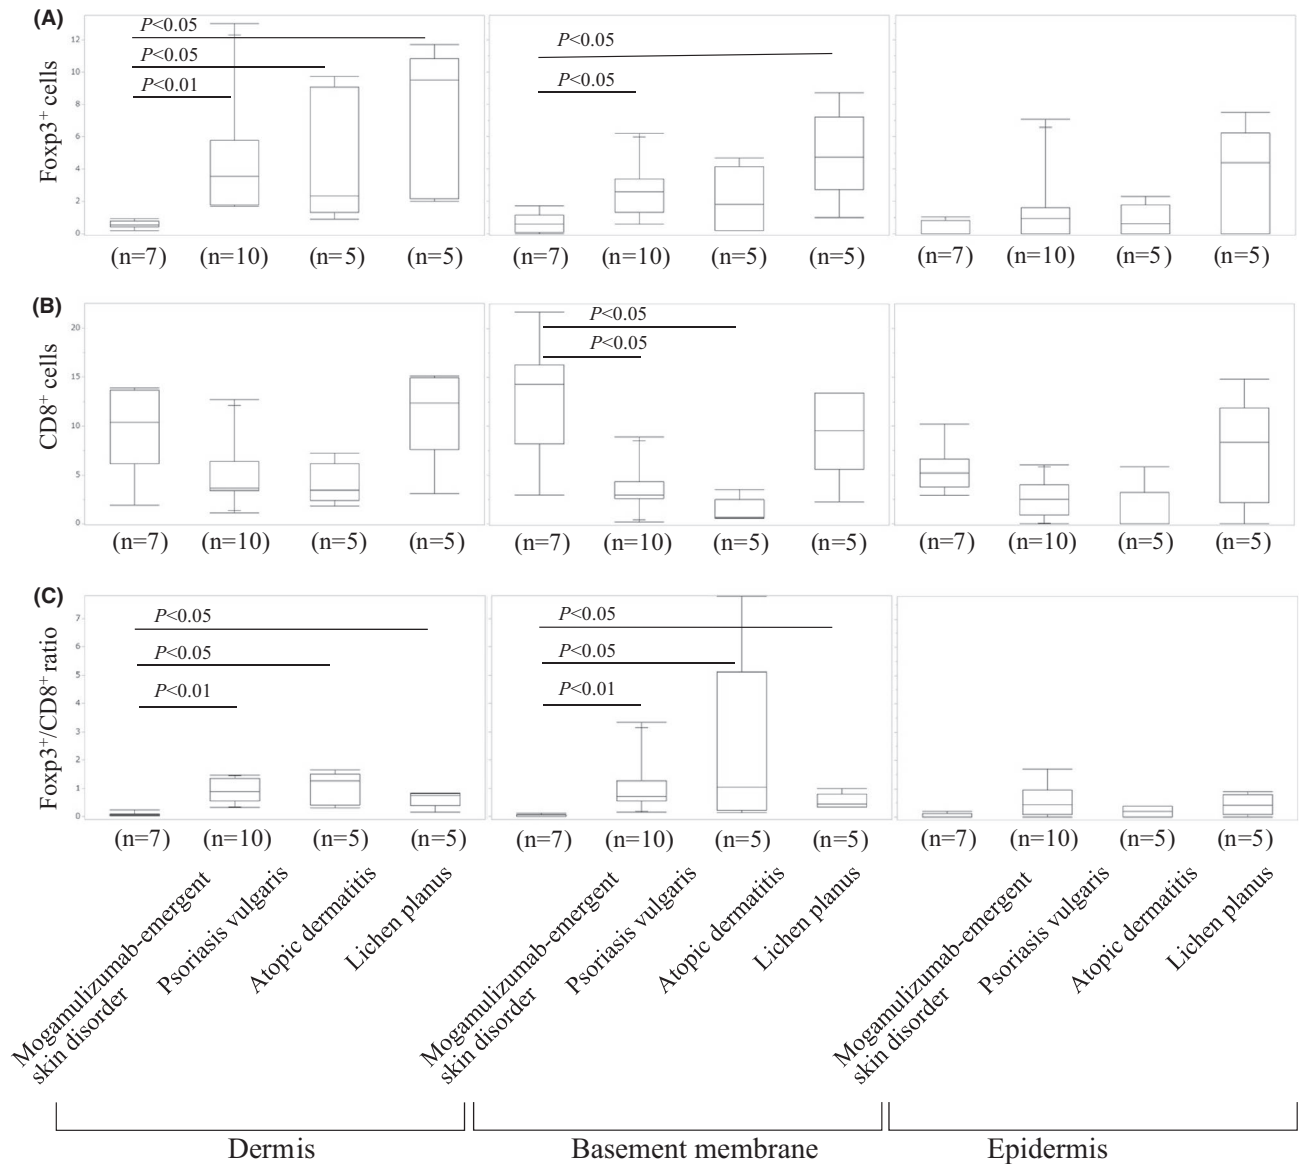 (A)
Foxp3+ cells
12
10
8
6
4
2
0
P<0.05
P<0.05
P<0.01
P<0.05
P<0.05
(n=7) (n=10) (n=5) (n=5) (n=7) (n=10) (n=5) (n=5) (n=7) (n=10) (n=5) (n=5)
(B)
CD8+ cells
20
15
10
5
0
P<0.05
P<0.05
(n=7) (n=10) (n=5) (n=5) (n=7) (n=10) (n=5) (n=5) (n=7) (n=10) (n=5) (n=5)
(C)
Foxp3+/CD8+ ratio
7
6
5
4
3
2
1
0
P<0.05
P<0.05
P<0.01
P<0.05
P<0.05
P<0.01
(n=7) (n=10) (n=5) (n=5) (n=7) (n=10) (n=5) (n=5) (n=7) (n=10) (n=5) (n=5)
Mogamulizumab-emergent
skin disorder
Psoriasis vulgaris
Atopic dermatitis
Lichen planus
Mogamulizumab-emergent
skin disorder
Psoriasis vulgaris
Atopic dermatitis
Lichen planus
Mogamulizumab-emergent
skin disorder
Psoriasis vulgaris
Atopic dermatitis
Lichen planus
Dermis Basement membrane Epidermis